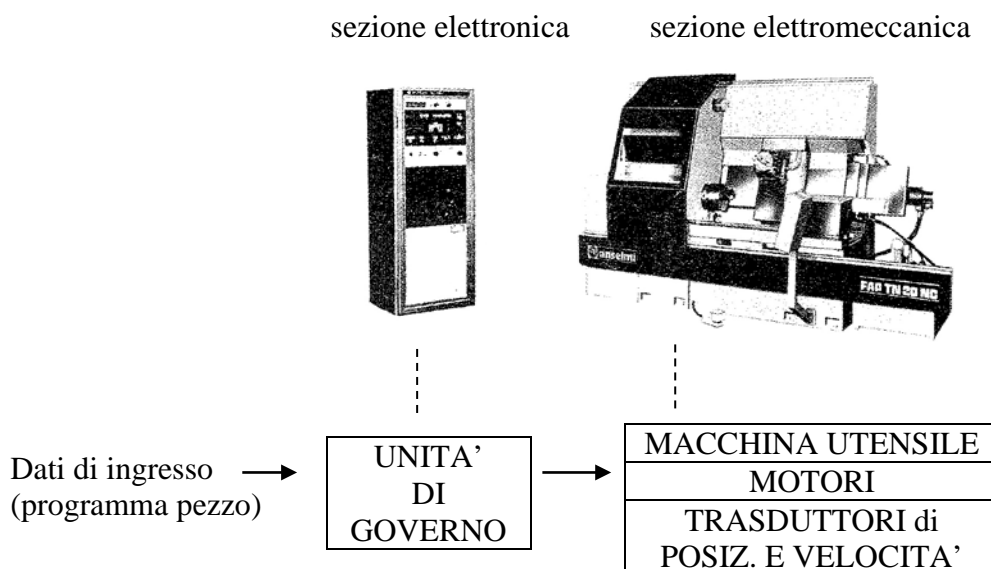 sezione elettronica
sezione elettromeccanica
anselmi
FAO TN 20 NC
Dati di ingresso
(programma pezzo)
UNITA’
DI
GOVERNO
MACCHINA UTENSILE
MOTORI
TRASDUTTORI di
POSIZ. E VELOCITA’